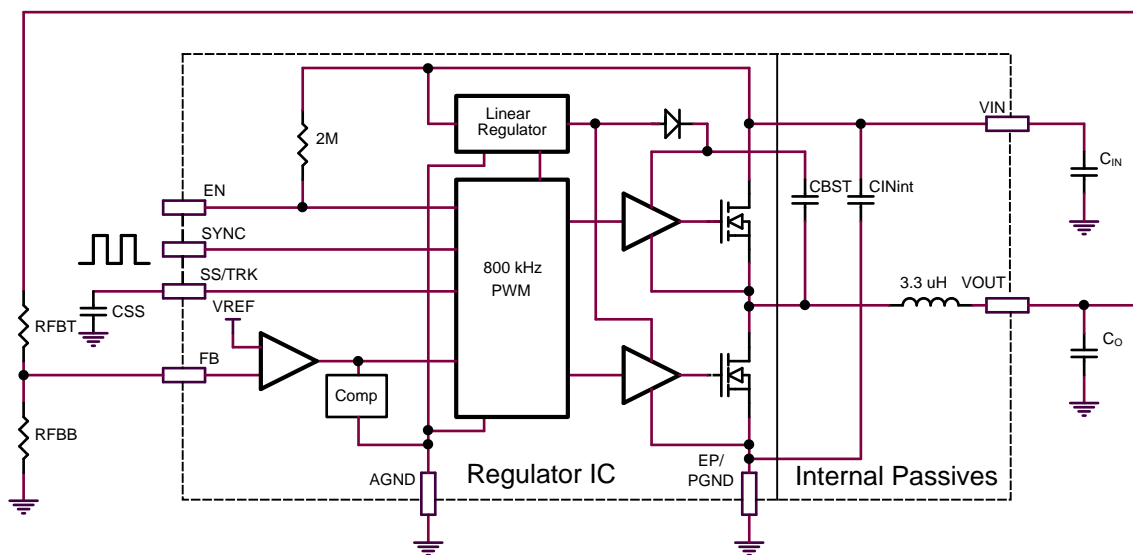 Linear
Regulator
VIN
2M
CBST
CINint
CIN
EN
SYNC
800 kHz
PWM
SS/TRK
3.3 uH
VOUT
CSS
VREF
RFBT
CO
FB
Comp
RFBB
AGND
Regulator IC
EP/
PGND
Internal Passives